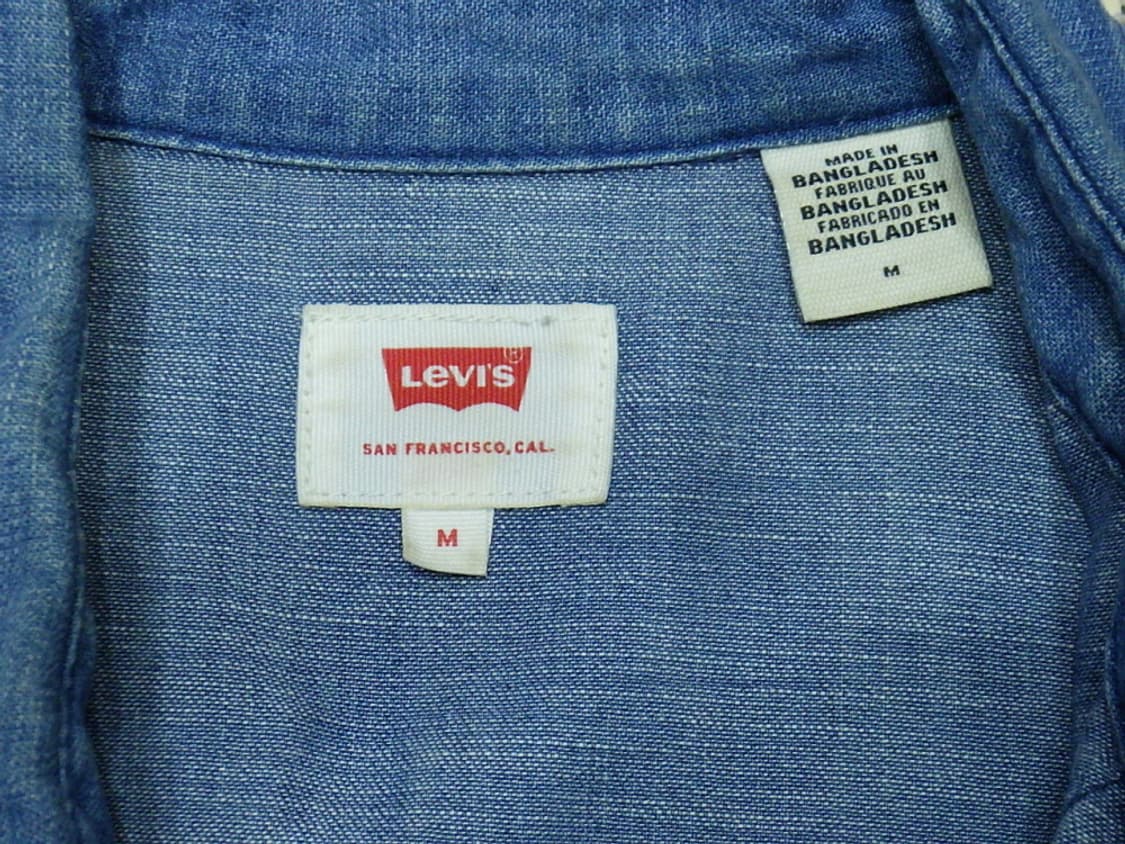 MADE IN
BANGLADESH
FABRIQUE AU
BANGLADESH
FABRICADO EN
BANGLADESH
M
LEVI'S®
SAN FRANCISCO, CAL.
M